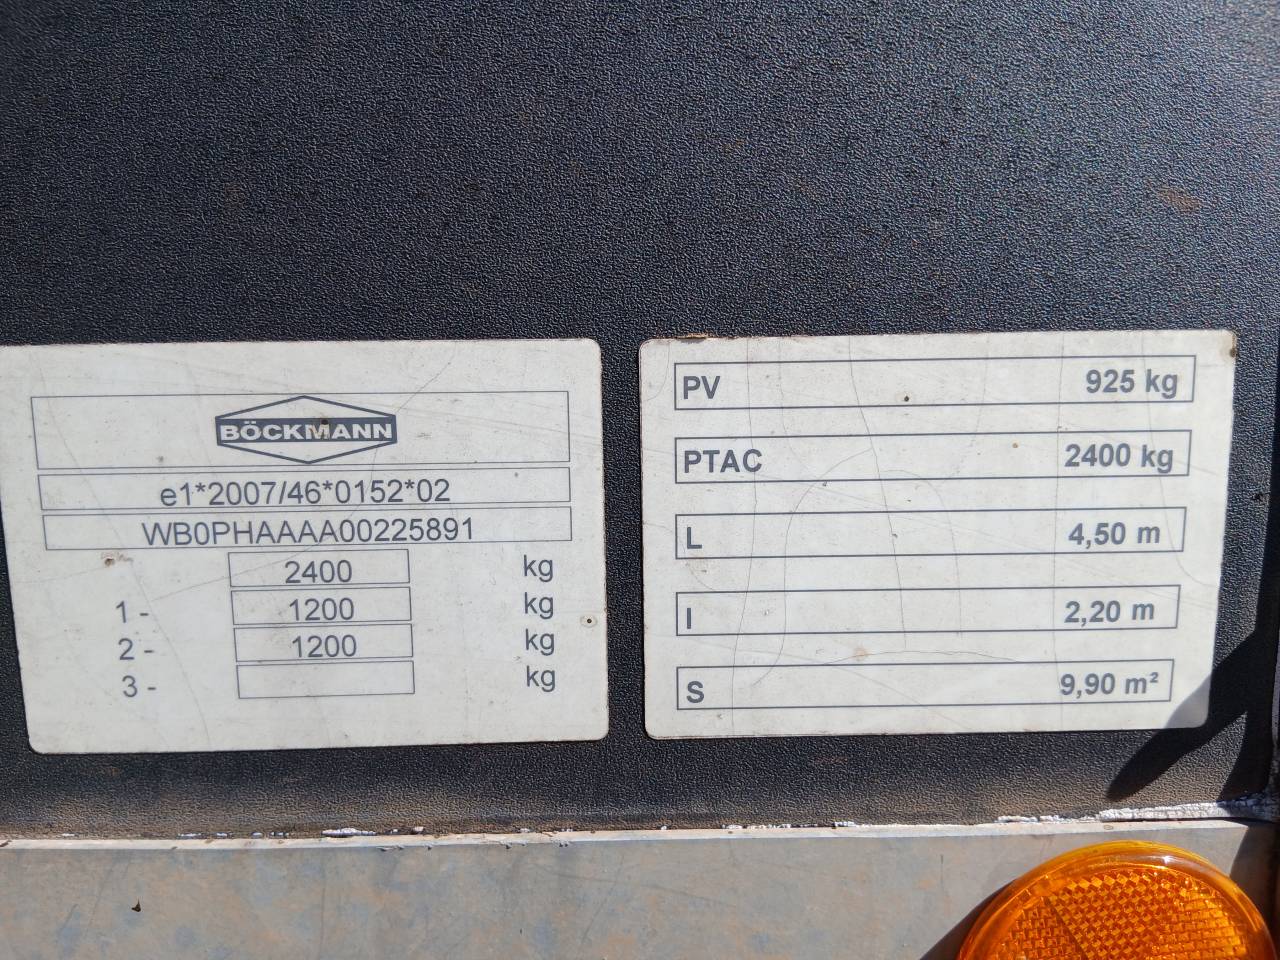 BÖCKMANN
e1*2007/46*0152*02
WB0PHAAAA00225891
2400 kg
1 - 1200 kg
2 - 1200 kg
3 - kg
PV 925 kg
PTAC 2400 kg
L 4,50 m
l 2,20 m
S 9,90 m²